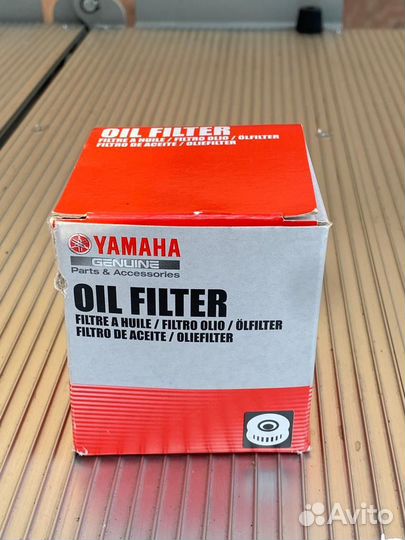 OIL FILTER
FILTRE A HUILE / FILTRO OLIO / ÖLFILTER
FILTRO DE ACEITE / OLIEFILTER
YAMAHA
GENUINE
Parts & Accessories
OIL FILTER
FILTRE A HUILE / FILTRO OLIO / ÖLFILTER
FILTRO DE ACEITE / OLIEFILTER
Avito